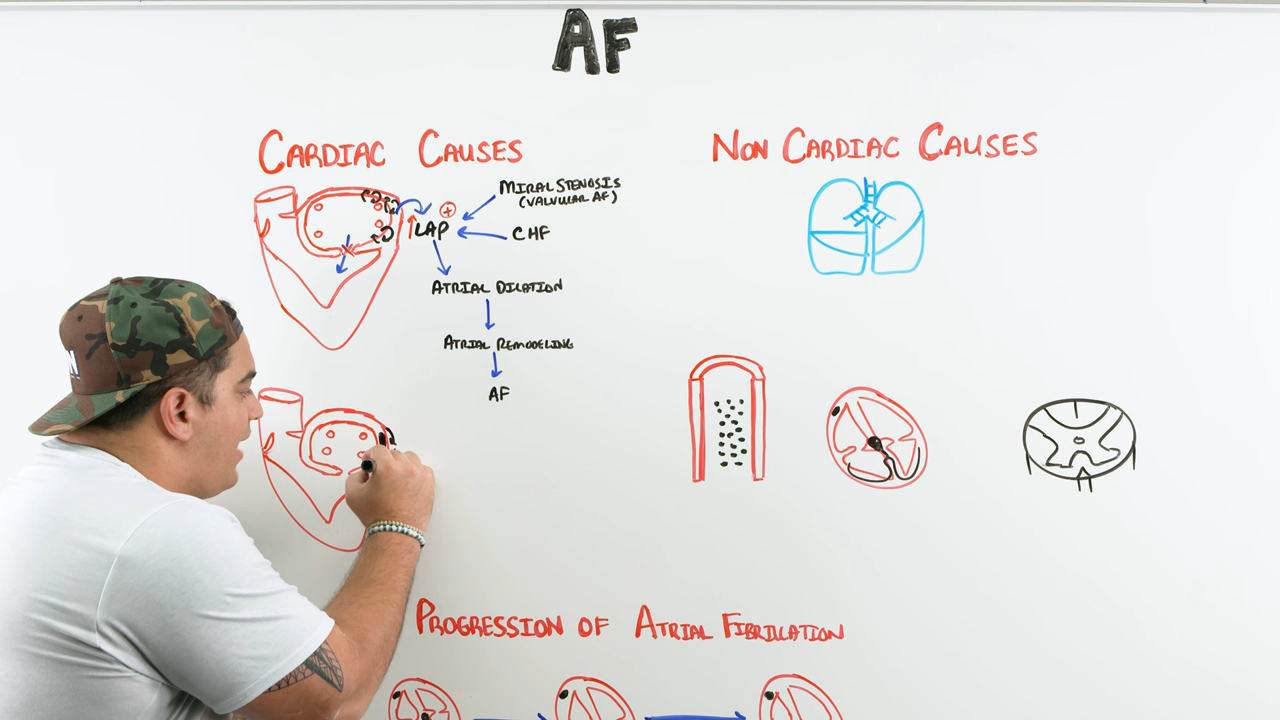 AF
CARDIAC CAUSES
NON CARDIAC CAUSES
MIRAL STENOSIS
(VALVULAR AF)
↑LAP
+
CHF
ATRIAL DILATION
ATRIAL REMODELING
AF
PROGRESSION OF ATRIAL FIBRILLATION